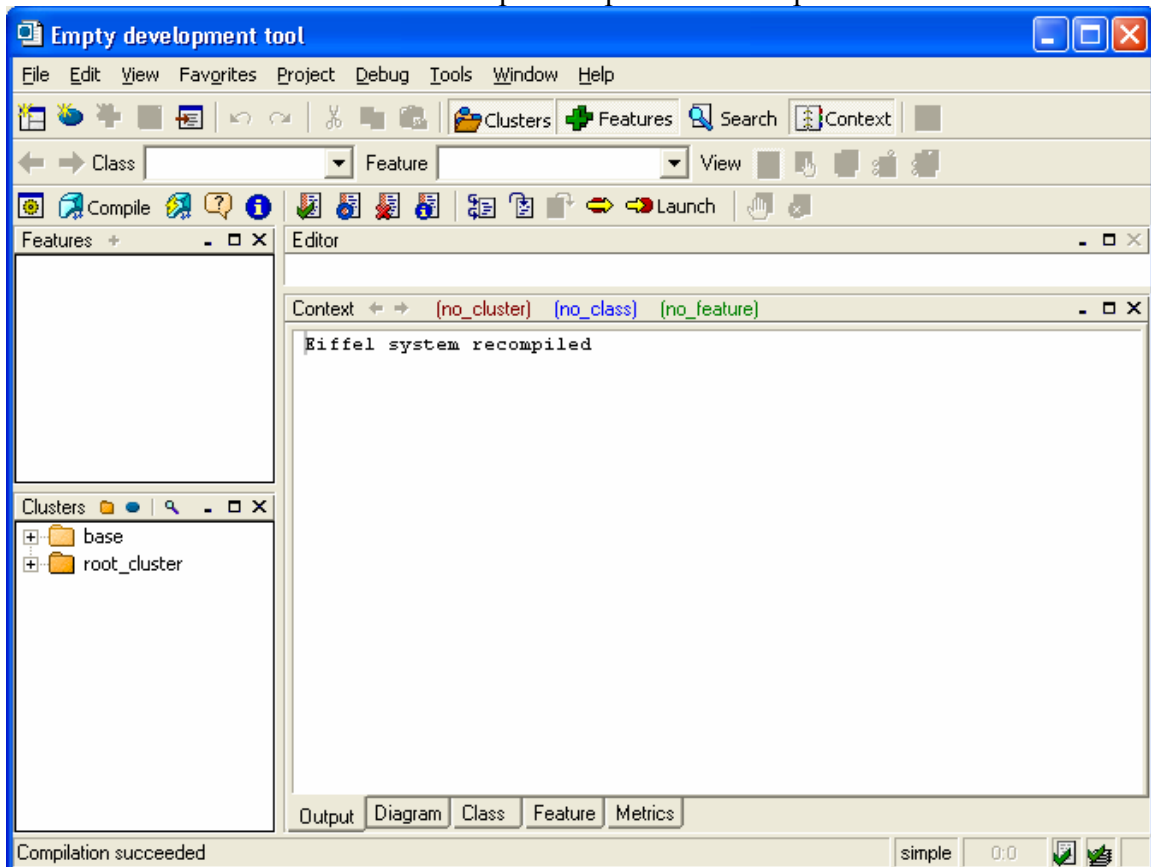 Empty development tool
File Edit View Favorites Project Debug Tools Window Help
Clusters Features Search Context
Class Feature View
Compile Launch
Features Editor
Context (no_cluster) (no_class) (no_feature)
Eiffel system recompiled
Clusters
base
root_cluster
Output Diagram Class Feature Metrics
Compilation succeeded simple 0:0